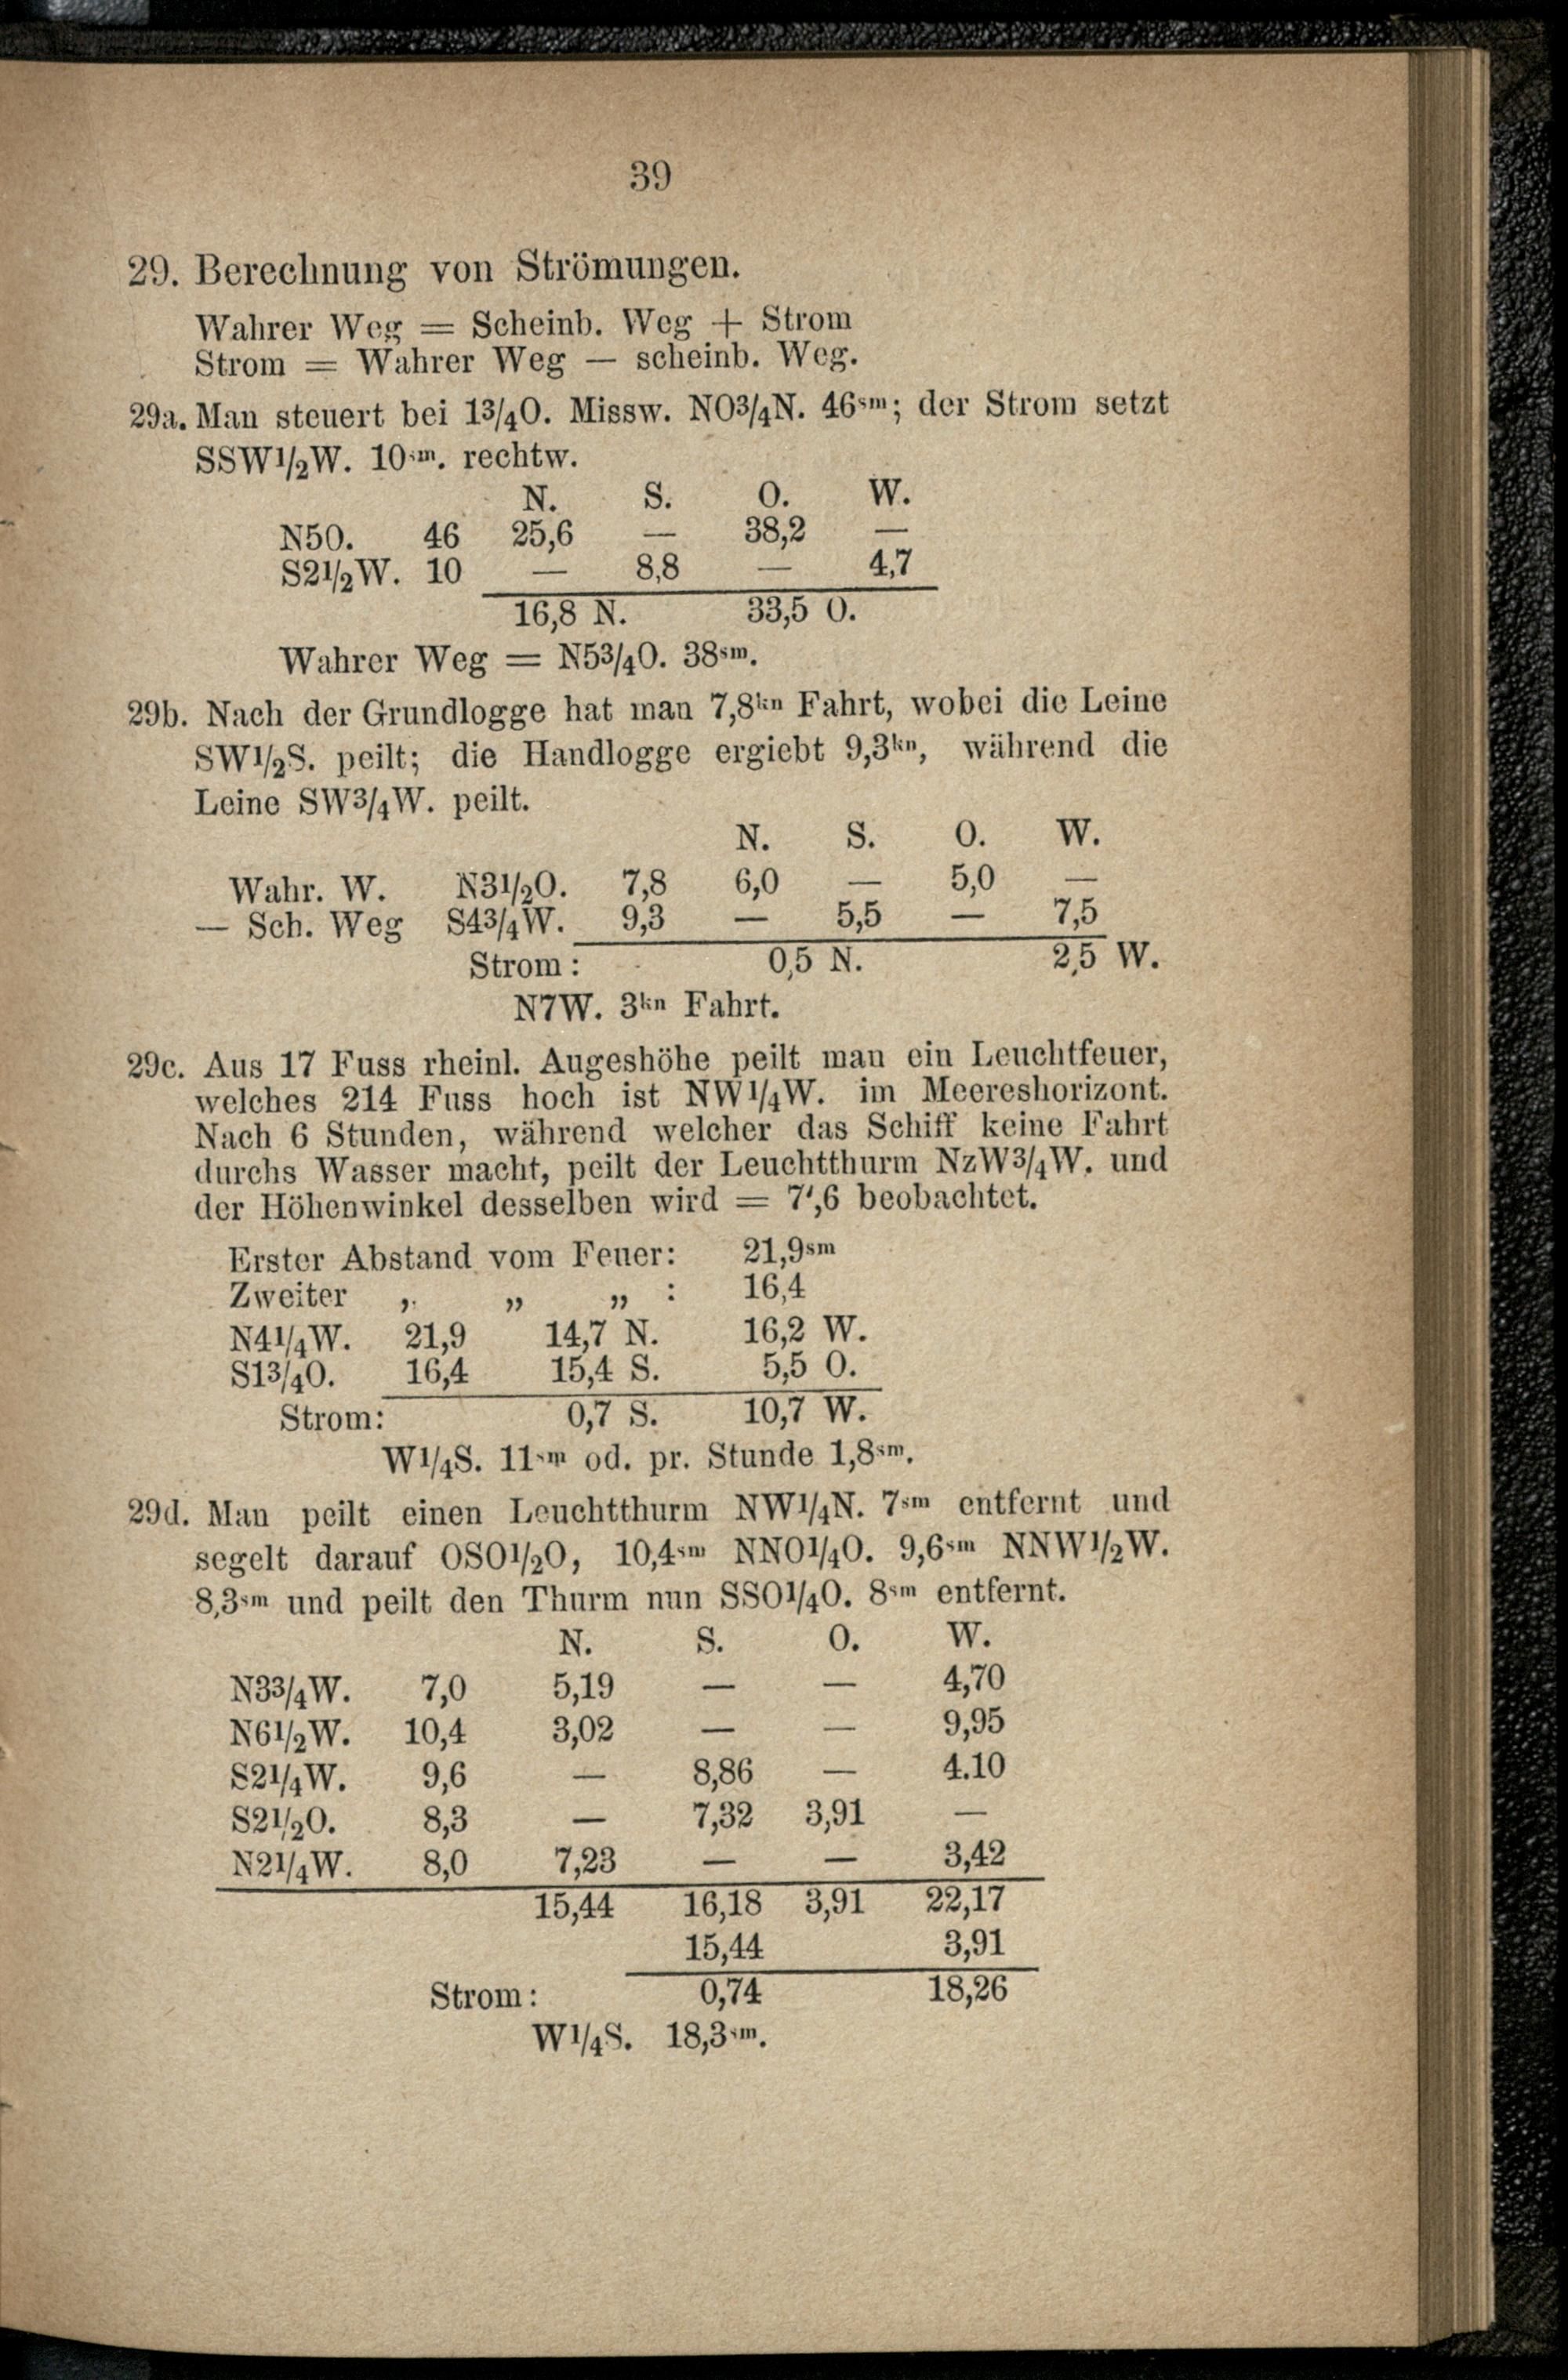 39
29. Berechnung von Strömungen.
Wahrer Weg = Scheinb. Weg + Strom
Strom = Wahrer Weg — scheinb. Weg.
29a. Man steuert bei 1¾O. Missw. NO¾N. 46ˢᵐ; der Strom setzt
SSW½W. 10ˢᵐ. rechtw.
N. S. O. W.
N5O. 46 25,6 — 38,2 —
S2½W. 10 — 8,8 — 4,7
16,8 N. 33,5 O.
Wahrer Weg = N5¾O. 38ˢᵐ.
29b. Nach der Grundlogge hat man 7,8ᵏⁿ Fahrt, wobei die Leine
SW½S. peilt; die Handlogge ergiebt 9,3ᵏⁿ, während die
Leine SW¾W. peilt.
N. S. O. W.
Wahr. W. N3½O. 7,8 6,0 — 5,0 —
— Sch. Weg S4¾W. 9,3 — 5,5 — 7,5
Strom: 0,5 N. 2,5 W.
N7W. 3ᵏⁿ Fahrt.
29c. Aus 17 Fuss rheinl. Augeshöhe peilt man ein Leuchtfeuer,
welches 214 Fuss hoch ist NW¼W. im Meereshorizont.
Nach 6 Stunden, während welcher das Schiff keine Fahrt
durchs Wasser macht, peilt der Leuchtthurm NzW¾W. und
der Höhenwinkel desselben wird = 7′,6 beobachtet.
Erster Abstand vom Feuer: 21,9ˢᵐ
Zweiter „ „ „ : 16,4
N4¼W. 21,9 14,7 N. 16,2 W.
S1¾O. 16,4 15,4 S. 5,5 O.
Strom: 0,7 S. 10,7 W.
W¼S. 11ˢᵐ od. pr. Stunde 1,8ˢᵐ.
29d. Man peilt einen Leuchtthurm NW¼N. 7ˢᵐ entfernt und
segelt darauf OSO½O, 10,4ˢᵐ NNO¼O. 9,6ˢᵐ NNW½W.
8,3ˢᵐ und peilt den Thurm nun SSO¼O. 8ˢᵐ entfernt.
N. S. O. W.
N3¾W. 7,0 5,19 — — 4,70
N6½W. 10,4 3,02 — — 9,95
S2¼W. 9,6 — 8,86 — 4.10
S2½O. 8,3 — 7,32 3,91 —
N2¼W. 8,0 7,23 — — 3,42
15,44 16,18 3,91 22,17
15,44 3,91
Strom: 0,74 18,26
W¼S. 18,3ˢᵐ.